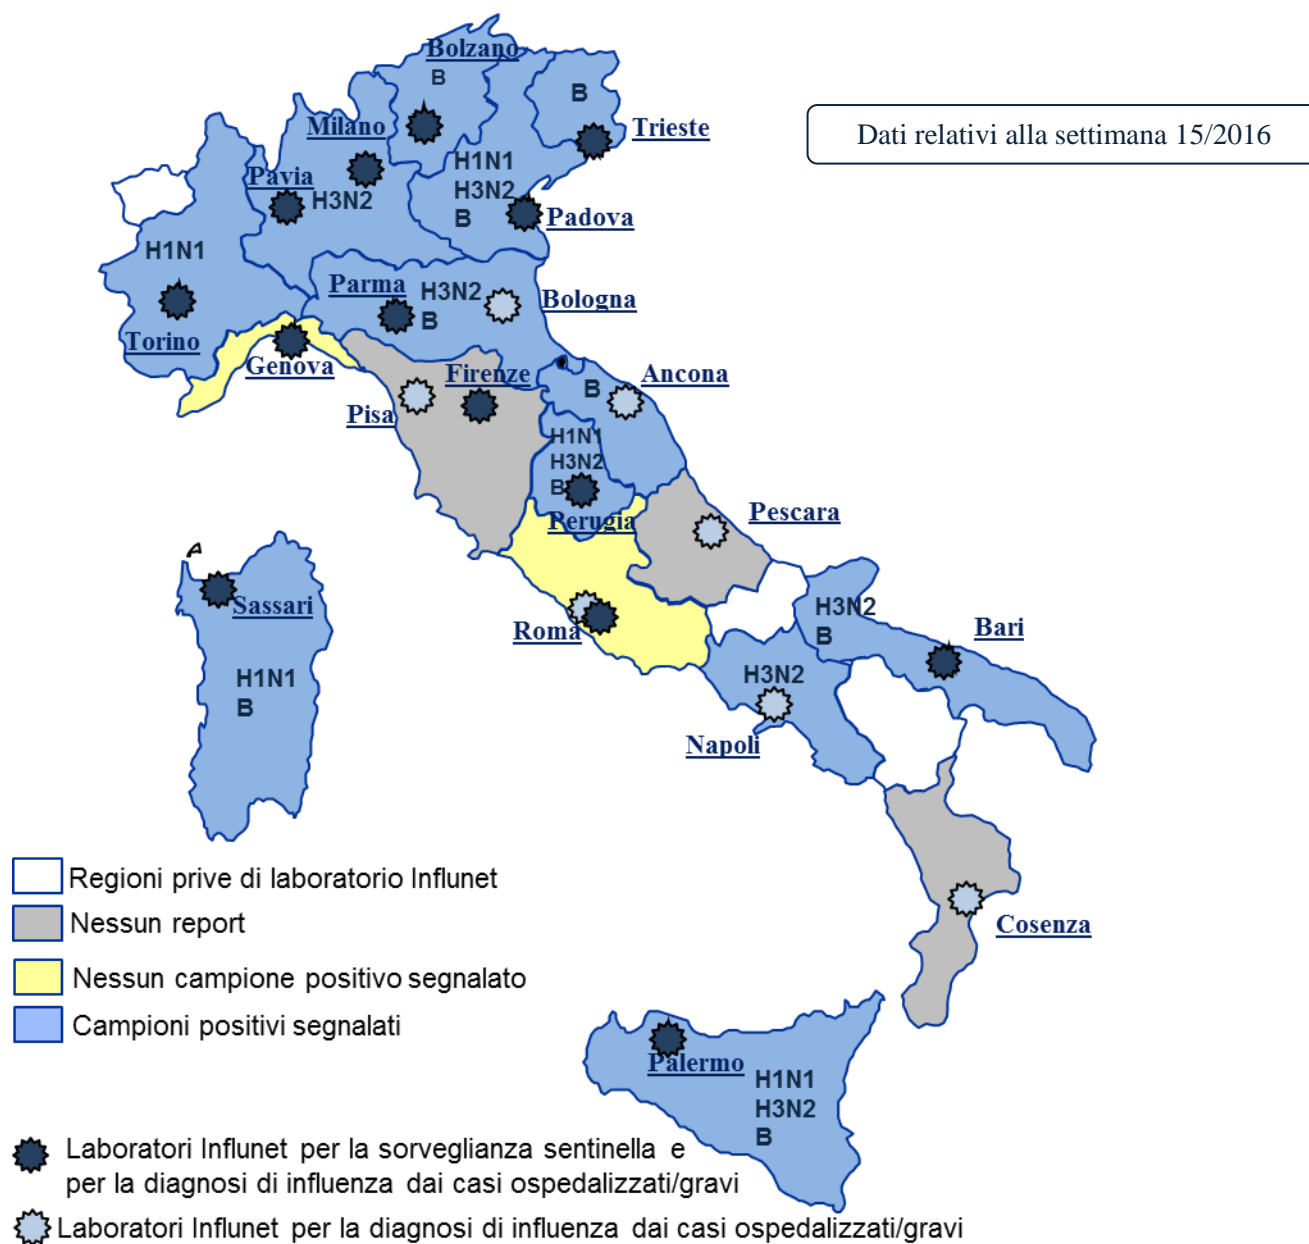 Bolzano
B
B
Dati relativi alla settimana 15/2016
Milano
Trieste
H1N1
H3N2
B
Pavia
H3N2
Padova
H1N1
Parma
H3N2
B
Bologna
Torino
Genova
Firenze
B
Ancona
Pisa
H1N1
H3N2
B
Perugia
Pescara
Sassari
H1N1
B
Roma
H3N2
B
Bari
H3N2
Napoli
Regioni prive di laboratorio Influnet
Nessun report
Cosenza
Nessun campione positivo segnalato
Campioni positivi segnalati
Palermo
H1N1
H3N2
B
Laboratori Influnet per la sorveglianza sentinella e
per la diagnosi di influenza dai casi ospedalizzati/gravi
Laboratori Influnet per la diagnosi di influenza dai casi ospedalizzati/gravi